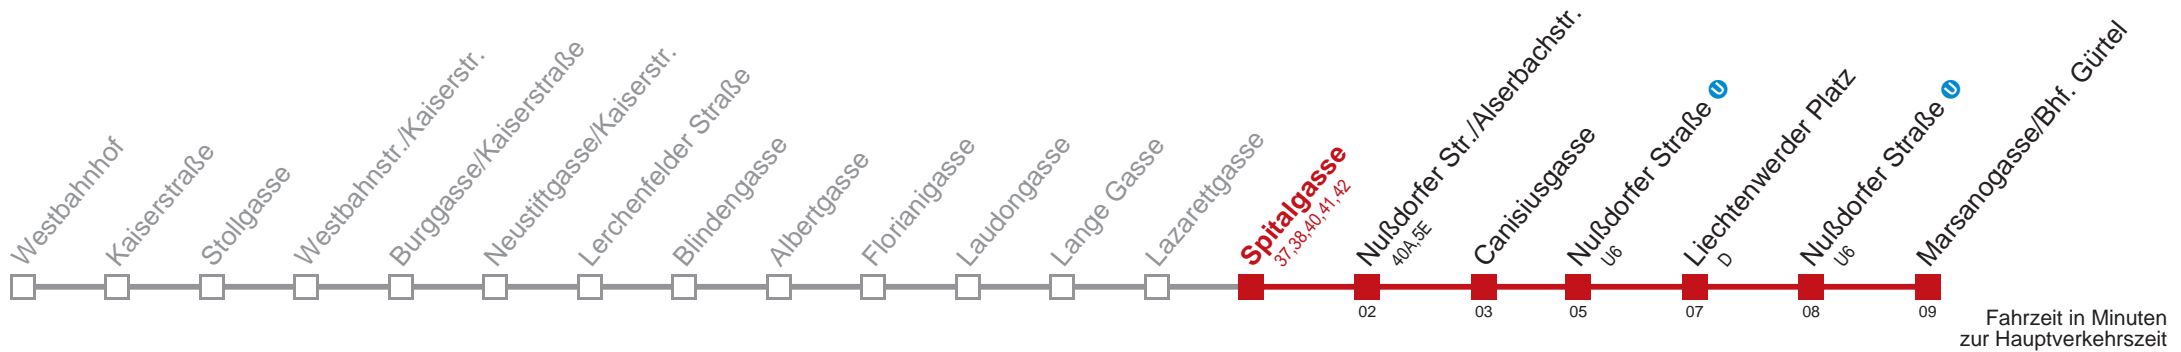 Westbahnhof
Kaiserstraße
Stollgasse
Westbahnstr./Kaiserstr.
Burggasse/Kaiserstraße
Neustiftgasse/Kaiserstr.
Lerchenfelder Straße
Blindengasse
Albertgasse
Florianigasse
Laudongasse
Lange Gasse
Lazarettgasse
Spitalgasse
37,38,40,41,42
Nußdorfer Str./Alserbachstr.
40A,5E
Canisiusgasse
Nußdorfer Straße U
U6
Liechtenwerder Platz
D
Nußdorfer Straße U
U6
Marsanogasse/Bhf. Gürtel
02 03 05 07 08 09
Fahrzeit in Minuten
zur Hauptverkehrszeit